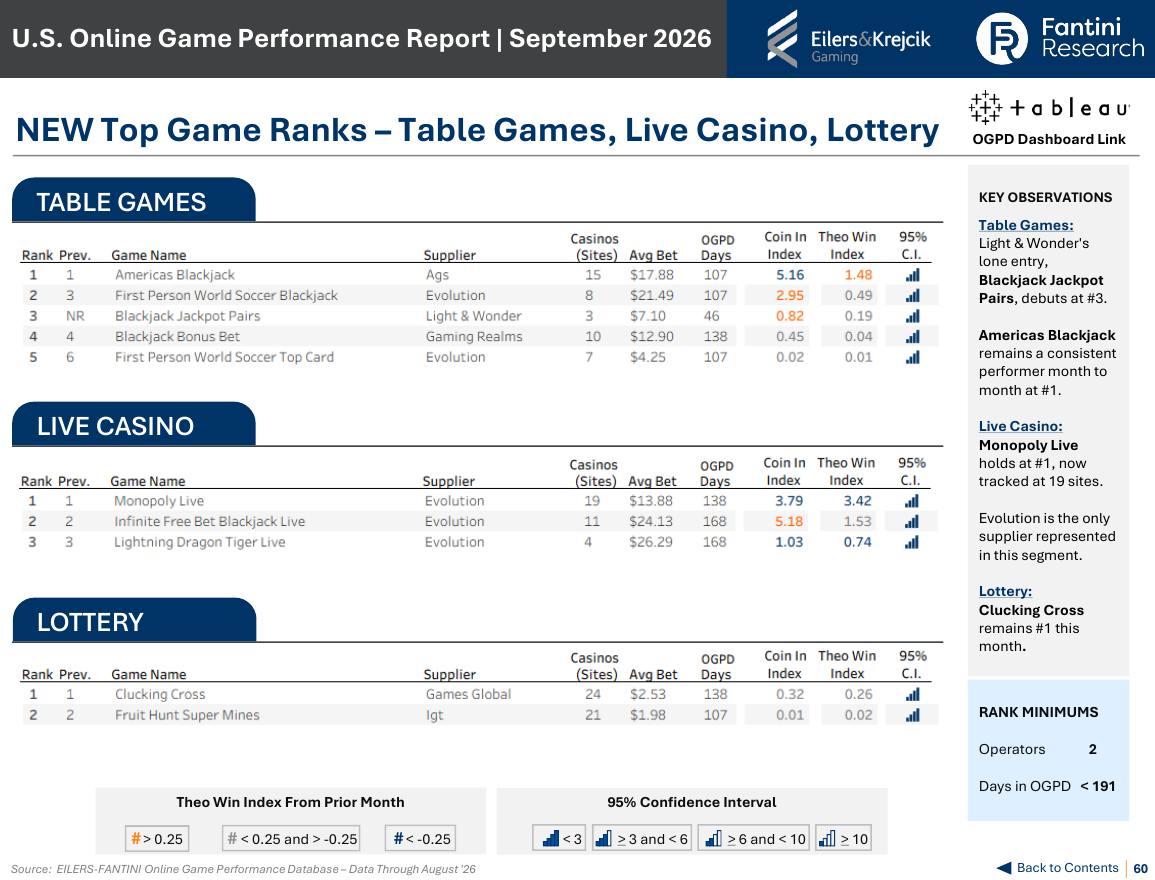 U.S. Online Game Performance Report | September 2026
Eilers&Krejcik
Gaming
Fantini
Research
NEW Top Game Ranks – Table Games, Live Casino, Lottery
+ a b l e a u
OGPD Dashboard Link
TABLE GAMES
Rank Prev. Game Name Supplier Casinos (Sites) Avg Bet OGPD Days Coin In Index Theo Win Index 95% C.I.
1 1 Americas Blackjack Ags 15 $17.88 107 5.16 1.48
2 3 First Person World Soccer Blackjack Evolution 8 $21.49 107 2.95 0.49
3 NR Blackjack Jackpot Pairs Light & Wonder 3 $7.10 46 0.82 0.19
4 4 Blackjack Bonus Bet Gaming Realms 10 $12.90 138 0.45 0.04
5 6 First Person World Soccer Top Card Evolution 7 $4.25 107 0.02 0.01
LIVE CASINO
Rank Prev. Game Name Supplier Casinos (Sites) Avg Bet OGPD Days Coin In Index Theo Win Index 95% C.I.
1 1 Monopoly Live Evolution 19 $13.88 138 3.79 3.42
2 2 Infinite Free Bet Blackjack Live Evolution 11 $24.13 168 5.18 1.53
3 3 Lightning Dragon Tiger Live Evolution 4 $26.29 168 1.03 0.74
LOTTERY
Rank Prev. Game Name Supplier Casinos (Sites) Avg Bet OGPD Days Coin In Index Theo Win Index 95% C.I.
1 1 Clucking Cross Games Global 24 $2.53 138 0.32 0.26
2 2 Fruit Hunt Super Mines Igt 21 $1.98 107 0.01 0.02
KEY OBSERVATIONS
Table Games:
Light & Wonder's
lone entry,
Blackjack Jackpot
Pairs, debuts at #3.
Americas Blackjack
remains a consistent
performer month to
month at #1.
Live Casino:
Monopoly Live
holds at #1, now
tracked at 19 sites.
Evolution is the only
supplier represented
in this segment.
Lottery:
Clucking Cross
remains #1 this
month.
RANK MINIMUMS
Operators 2
Days in OGPD < 191
Theo Win Index From Prior Month
# > 0.25 # < 0.25 and > -0.25 # < -0.25
95% Confidence Interval
< 3 ≥ 3 and < 6 ≥ 6 and < 10 ≥ 10
Source: EILERS-FANTINI Online Game Performance Database – Data Through August '26
Back to Contents | 60